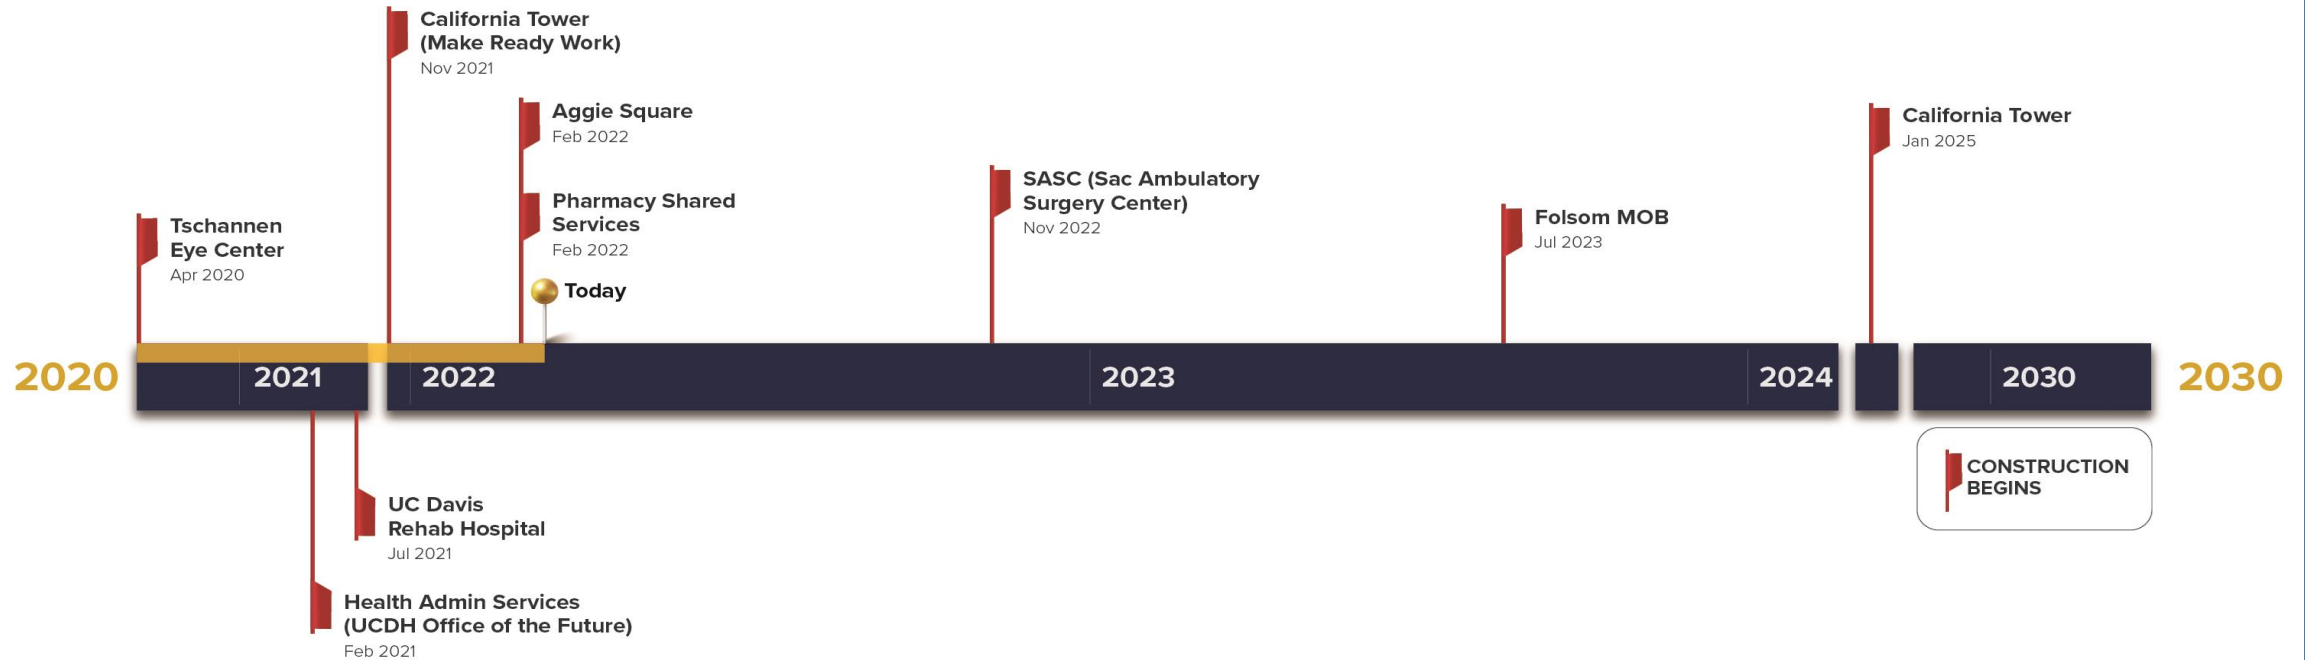 California Tower
(Make Ready Work)
Nov 2021
Aggie Square
Feb 2022
California Tower
Jan 2025
SASC (Sac Ambulatory
Surgery Center)
Nov 2022
Pharmacy Shared
Services
Feb 2022
Folsom MOB
Jul 2023
Tschannen
Eye Center
Apr 2020
Today
2020
2021
2022
2023
2024
2030
2030
CONSTRUCTION
BEGINS
UC Davis
Rehab Hospital
Jul 2021
Health Admin Services
(UCDH Office of the Future)
Feb 2021